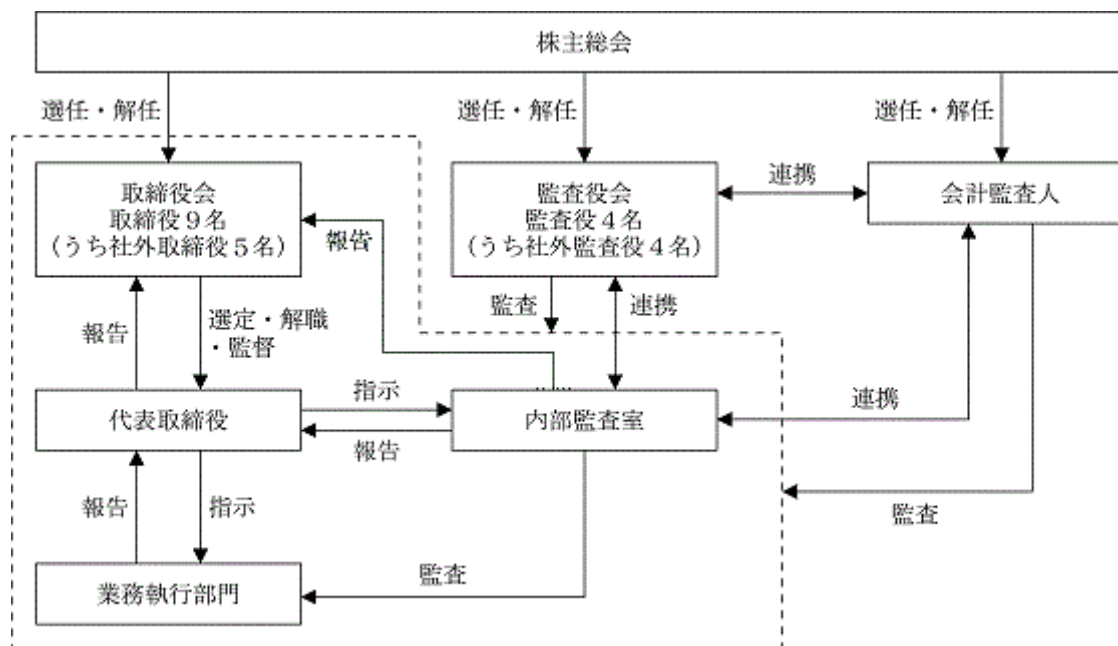 株主総会
選任・解任
選任・解任
選任・解任
取締役会
取締役9名
(うち社外取締役5名)
報告
監査役会
監査役4名
(うち社外監査役4名)
連携
会計監査人
報告
選定・解職
・監督
監査
連携
代表取締役
指示
報告
内部監査室
連携
報告
指示
監査
業務執行部門
監査